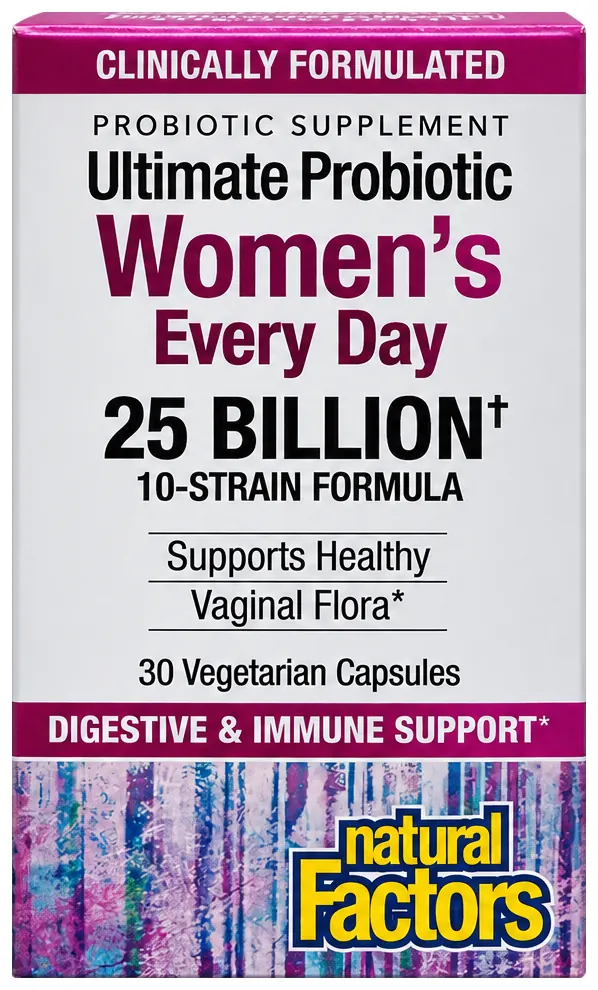 CLINICALLY FORMULATED
PROBIOTIC SUPPLEMENT
Ultimate Probiotic
Women's
Every Day
25 BILLION†
10-STRAIN FORMULA
Supports Healthy
Vaginal Flora*
30 Vegetarian Capsules
DIGESTIVE & IMMUNE SUPPORT*
natural
Factors